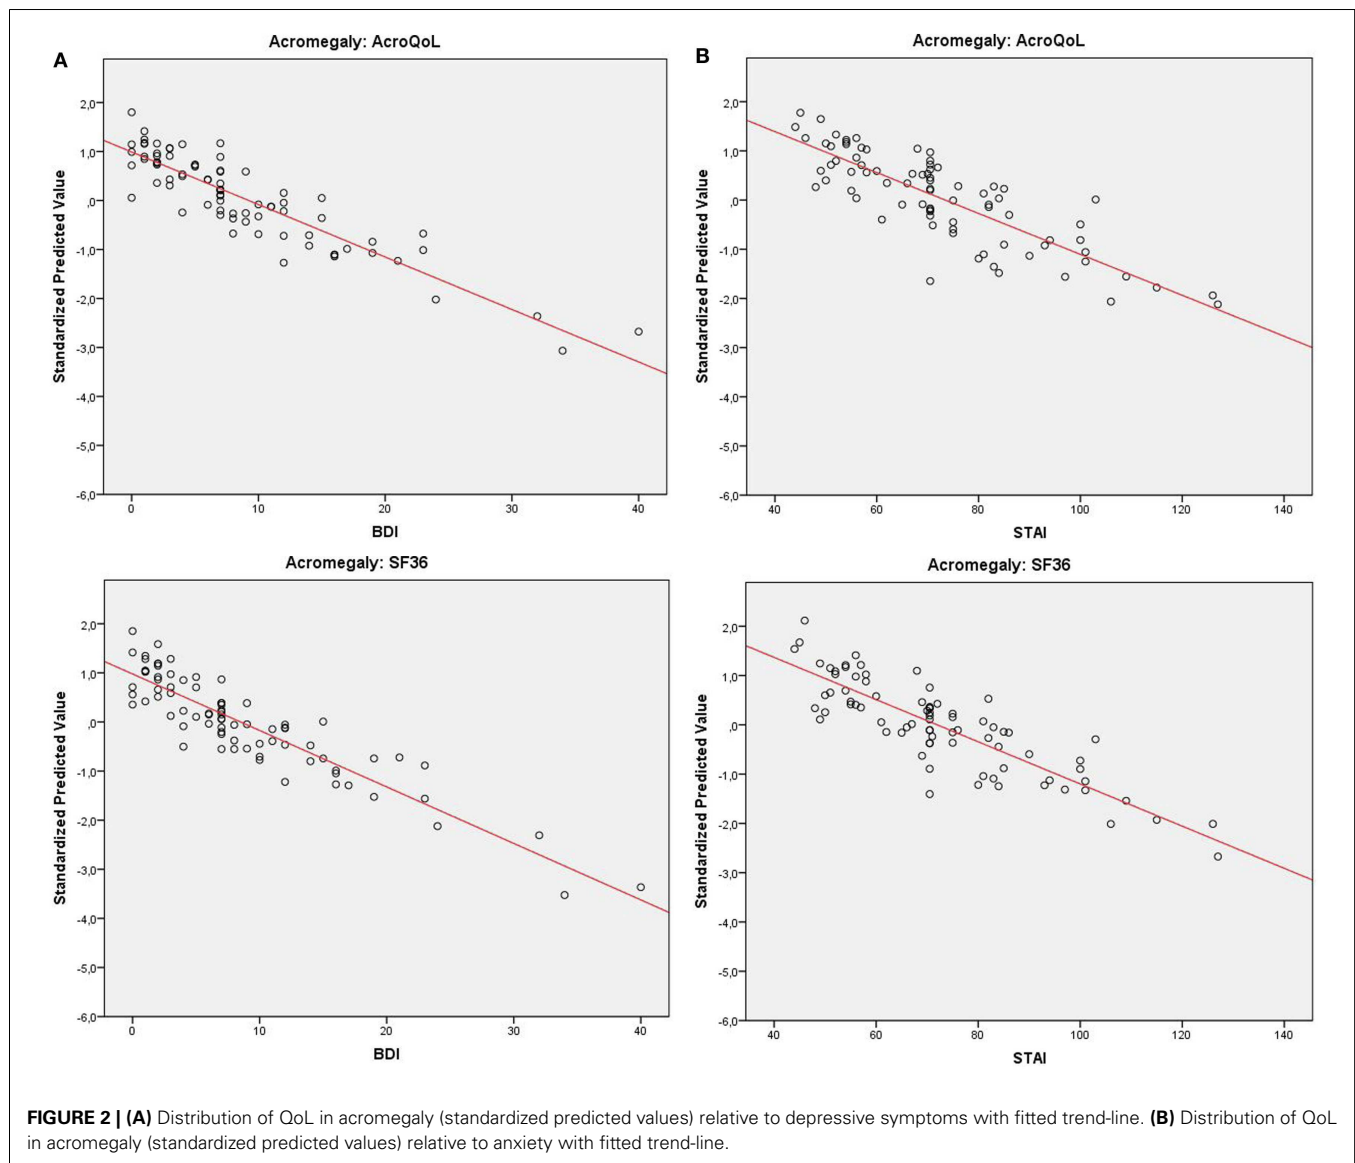 A
Acromegaly: AcroQoL
Standardized Predicted Value
2,0
1,0
,0
-1,0
-2,0
-3,0
-4,0
-5,0
-6,0
0 10 20 30 40
BDI
B
Acromegaly: AcroQoL
Standardized Predicted Value
2,0
1,0
,0
-1,0
-2,0
-3,0
-4,0
-5,0
-6,0
40 60 80 100 120 140
STAI
Acromegaly: SF36
Standardized Predicted Value
2,0
1,0
,0
-1,0
-2,0
-3,0
-4,0
-5,0
-6,0
0 10 20 30 40
BDI
Acromegaly: SF36
Standardized Predicted Value
2,0
1,0
,0
-1,0
-2,0
-3,0
-4,0
-5,0
-6,0
40 60 80 100 120 140
STAI
FIGURE 2 | (A) Distribution of QoL in acromegaly (standardized predicted values) relative to depressive symptoms with fitted trend-line. (B) Distribution of QoL
in acromegaly (standardized predicted values) relative to anxiety with fitted trend-line.